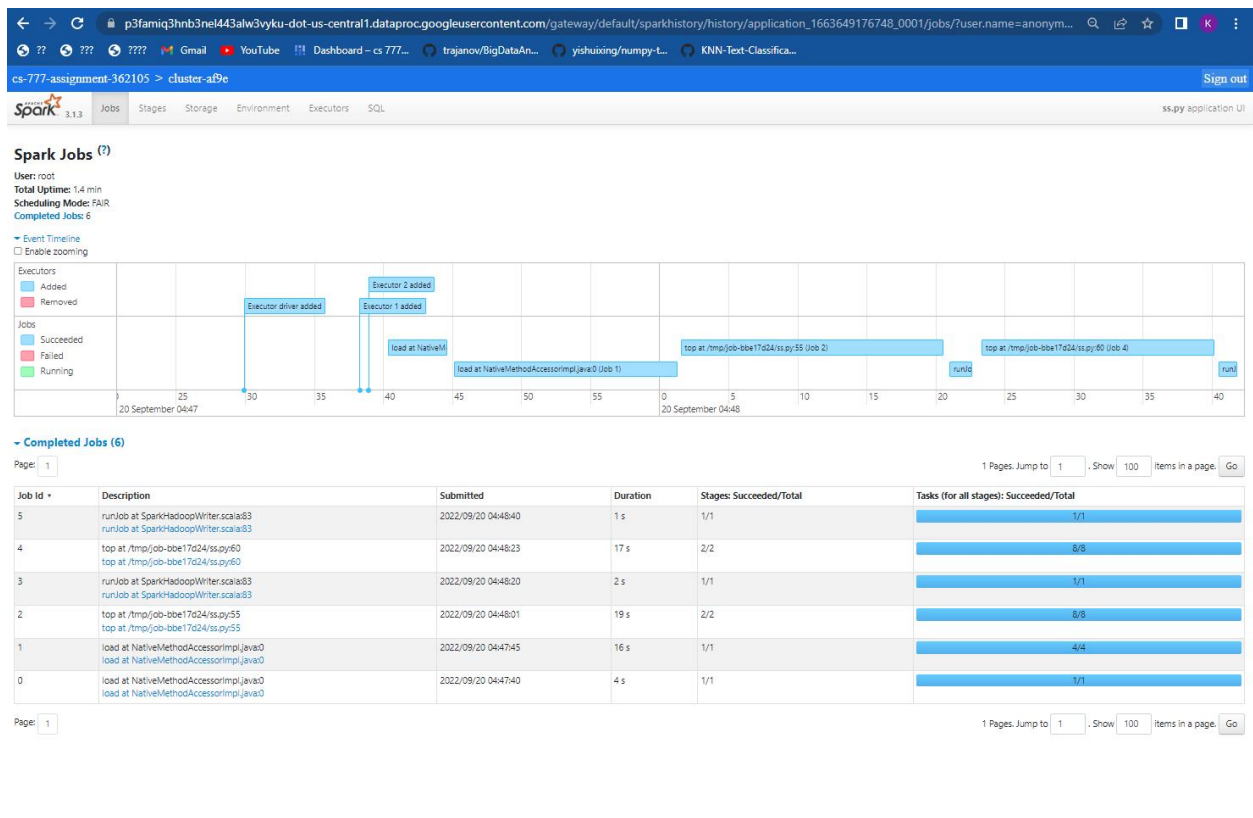 p3famiq3hnb3nel443alw3vyku-dot-us-central1.dataproc.googleusercontent.com/gateway/default/sparkhistory/history/application_1663649176748_0001/jobs/?user.name=anonym...
K
?? ??? ???? Gmail YouTube Dashboard – cs 777... trajanov/BigDataAn... yishuixing/numpy-t... KNN-Text-Classifica...
cs-777-assignment-362105 > cluster-af9e Sign out
APACHE Spark 3.1.3 Jobs Stages Storage Environment Executors SQL ss.py application UI
Spark Jobs (?)
User: root
Total Uptime: 1.4 min
Scheduling Mode: FAIR
Completed Jobs: 6
Event Timeline
Enable zooming
Executors
Added
Removed
Executor 2 added
Executor driver added Executor 1 added
Jobs
Succeeded
Failed
Running
load at NativeM top at /tmp/job-bbe17d24/ss.py:55 (Job 2) top at /tmp/job-bbe17d24/ss.py:60 (Job 4)
load at NativeMethodAccessorImpl.java:0 (Job 1) runJo runJ
25 30 35 40 45 50 55 0 5 10 15 20 25 30 35 40
20 September 04:47 20 September 04:48
Completed Jobs (6)
Page: 1 1 Pages. Jump to 1 . Show 100 items in a page. Go
Job Id Description Submitted Duration Stages: Succeeded/Total Tasks (for all stages): Succeeded/Total
5 runJob at SparkHadoopWriter.scala:83 2022/09/20 04:48:40 1 s 1/1 1/1
runJob at SparkHadoopWriter.scala:83
4 top at /tmp/job-bbe17d24/ss.py:60 2022/09/20 04:48:23 17 s 2/2 8/8
top at /tmp/job-bbe17d24/ss.py:60
3 runJob at SparkHadoopWriter.scala:83 2022/09/20 04:48:20 2 s 1/1 1/1
runJob at SparkHadoopWriter.scala:83
2 top at /tmp/job-bbe17d24/ss.py:55 2022/09/20 04:48:01 19 s 2/2 8/8
top at /tmp/job-bbe17d24/ss.py:55
1 load at NativeMethodAccessorImpl.java:0 2022/09/20 04:47:45 16 s 1/1 4/4
load at NativeMethodAccessorImpl.java:0
0 load at NativeMethodAccessorImpl.java:0 2022/09/20 04:47:40 4 s 1/1 1/1
load at NativeMethodAccessorImpl.java:0
Page: 1 1 Pages. Jump to 1 . Show 100 items in a page. Go